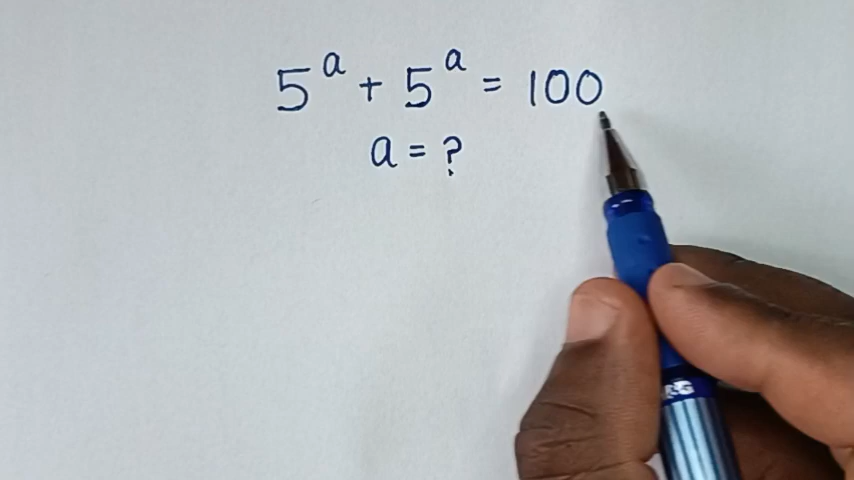 5^a + 5^a = 100
a = ?